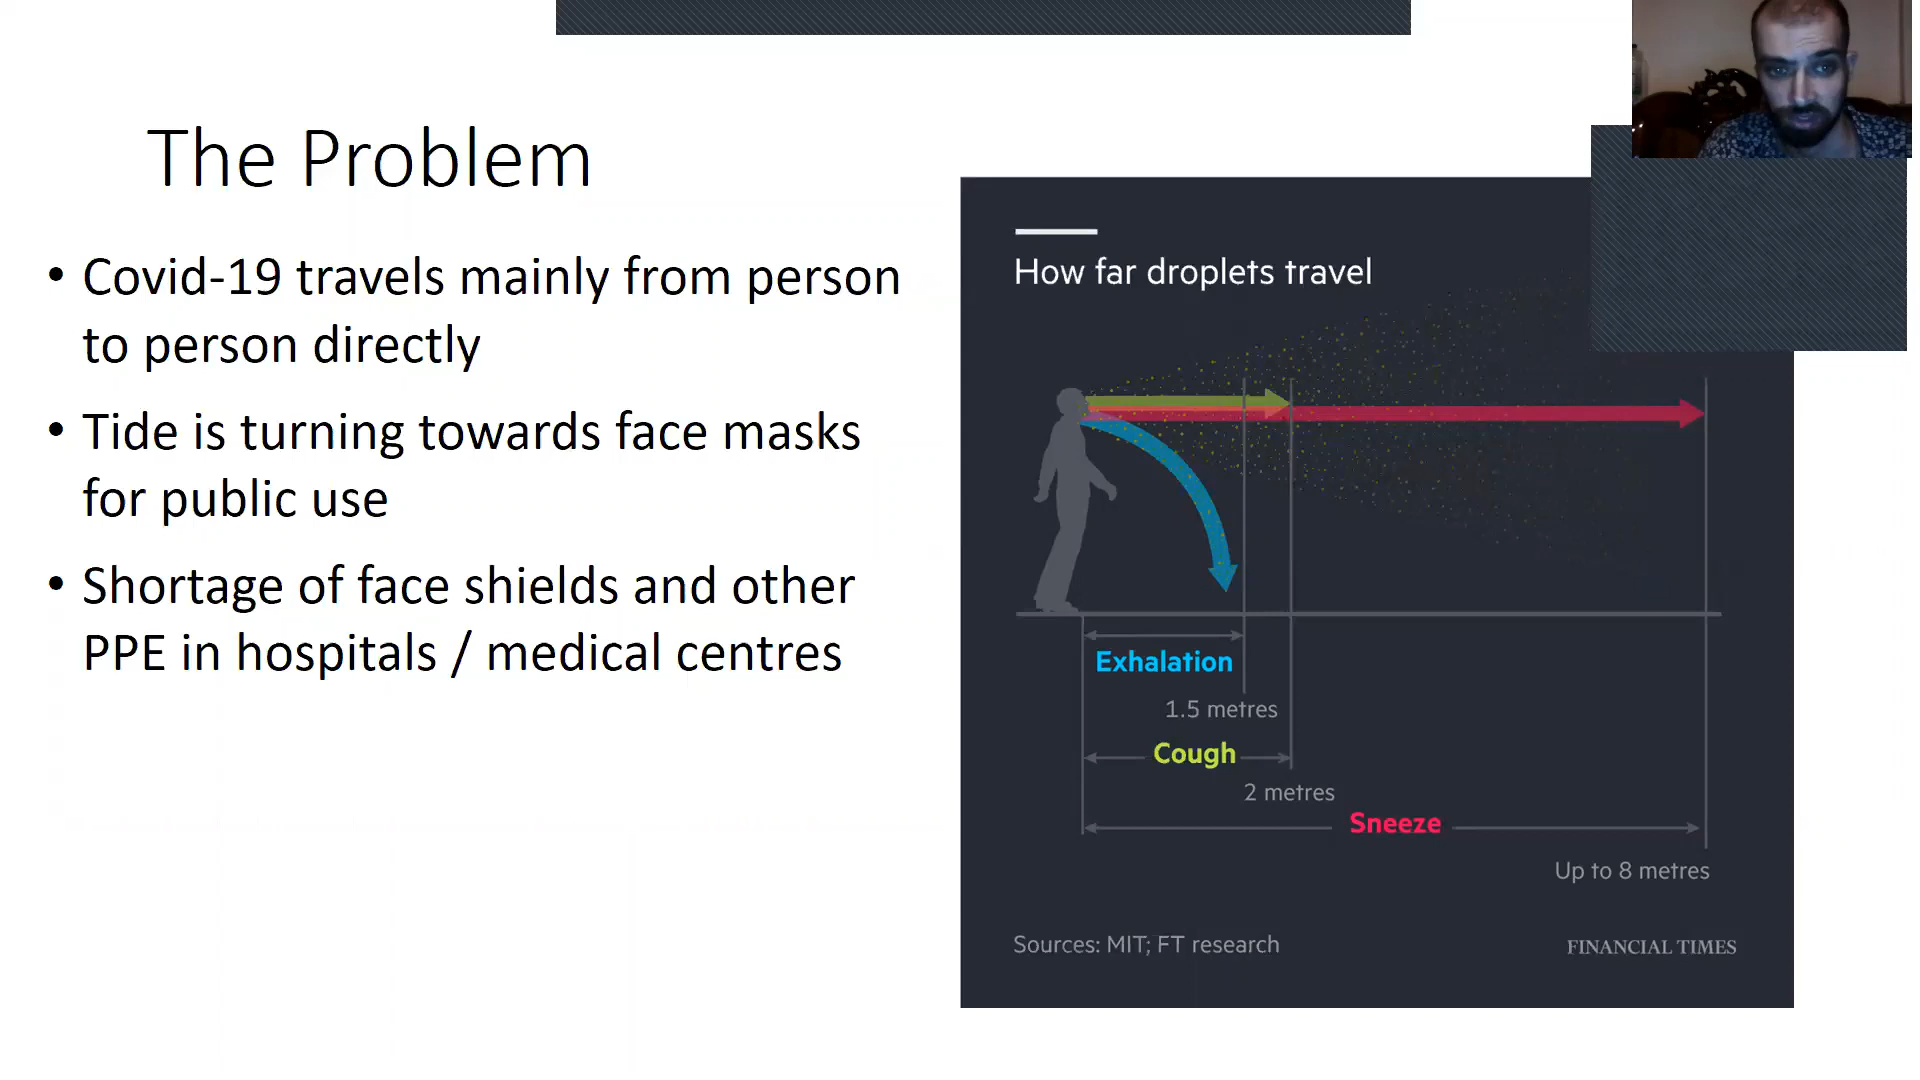 The Problem
• Covid-19 travels mainly from person
to person directly
• Tide is turning towards face masks
for public use
• Shortage of face shields and other
PPE in hospitals / medical centres
How far droplets travel
Exhalation
1.5 metres
Cough
2 metres
Sneeze
Up to 8 metres
Sources: MIT; FT research
FINANCIAL TIMES